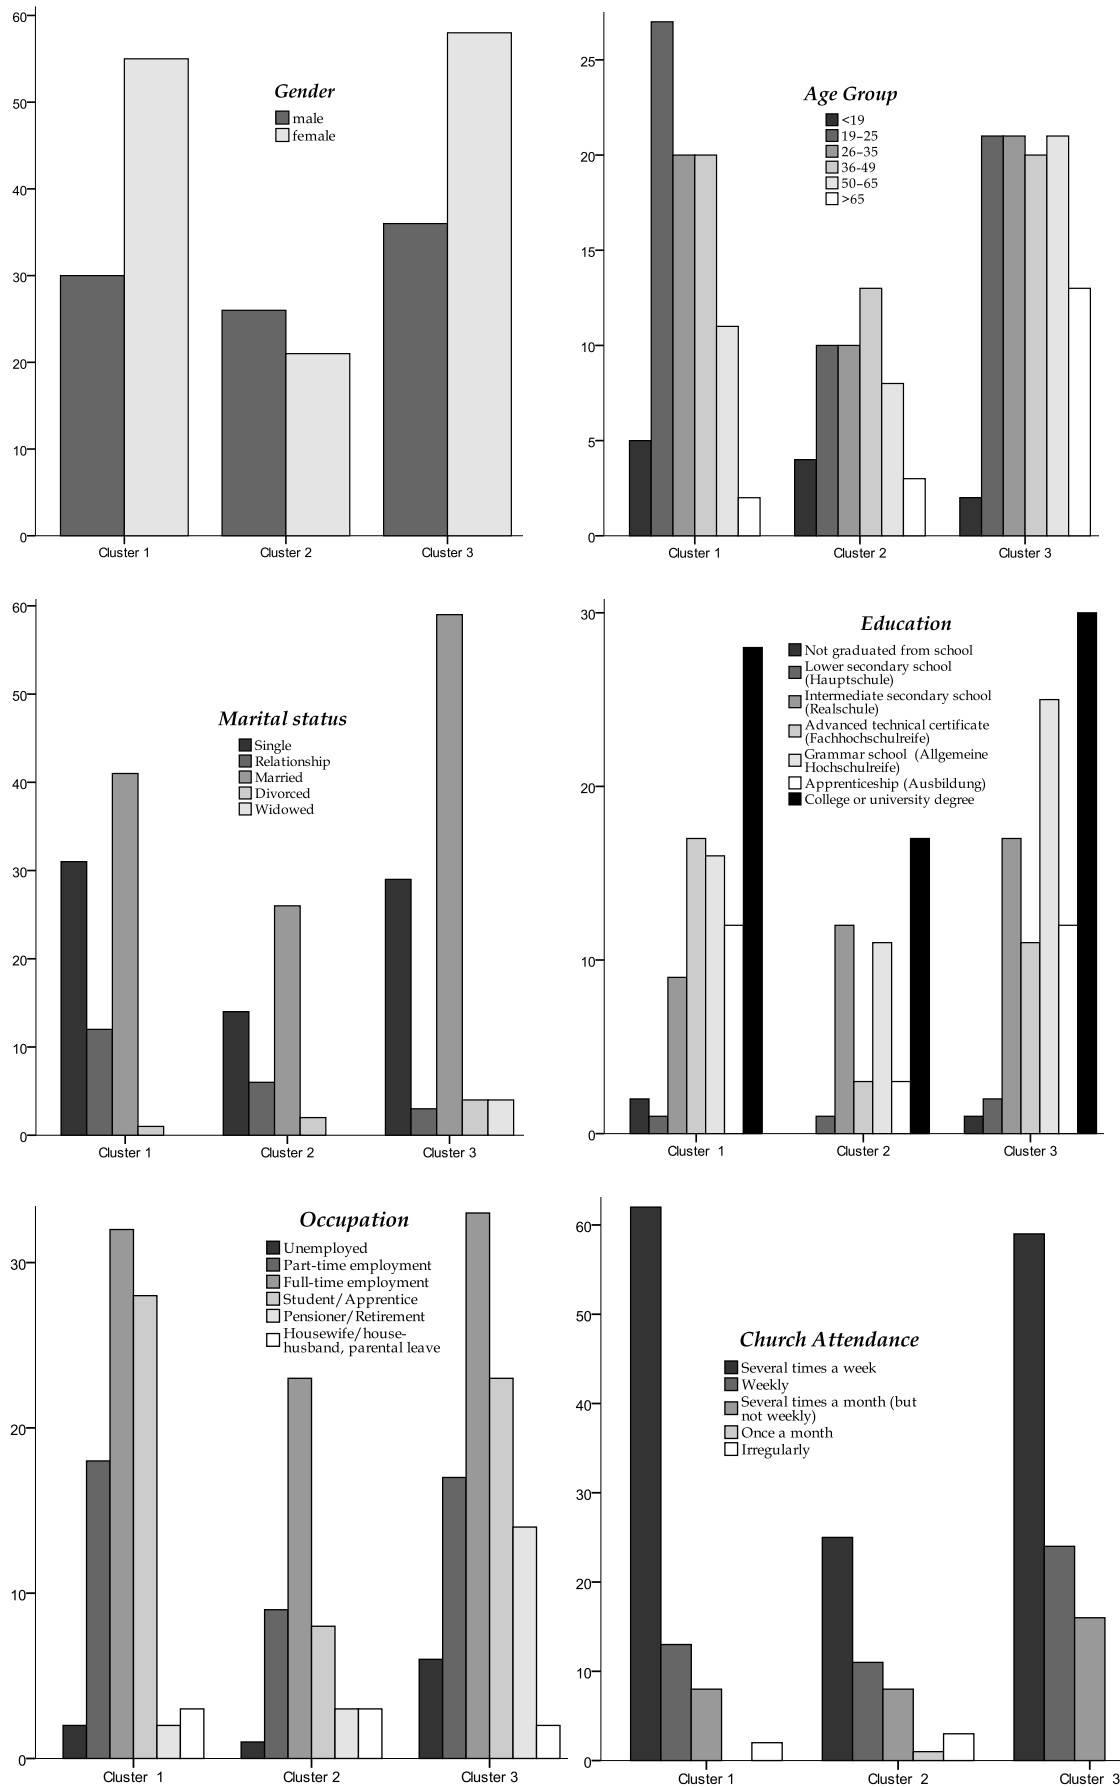 60
50
40
30
20
10
0
Gender
male
female
Cluster 1
Cluster 2
Cluster 3
25
20
15
10
5
0
Age Group
<19
19–25
26–35
36-49
50–65
>65
Cluster 1
Cluster 2
Cluster 3
60
50
40
30
20
10
0
Marital status
Single
Relationship
Married
Divorced
Widowed
Cluster 1
Cluster 2
Cluster 3
30
20
10
0
Education
Not graduated from school
Lower secondary school
(Hauptschule)
Intermediate secondary school
(Realschule)
Advanced technical certificate
(Fachhochschulreife)
Grammar school (Allgemeine
Hochschulreife)
Apprenticeship (Ausbildung)
College or university degree
Cluster 1
Cluster 2
Cluster 3
30
20
10
0
Occupation
Unemployed
Part-time employment
Full-time employment
Student/Apprentice
Pensioner/Retirement
Housewife/house-
husband, parental leave
Cluster 1
Cluster 2
Cluster 3
60
50
40
30
20
10
0
Church Attendance
Several times a week
Weekly
Several times a month (but
not weekly)
Once a month
Irregularly
Cluster 1
Cluster 2
Cluster 3